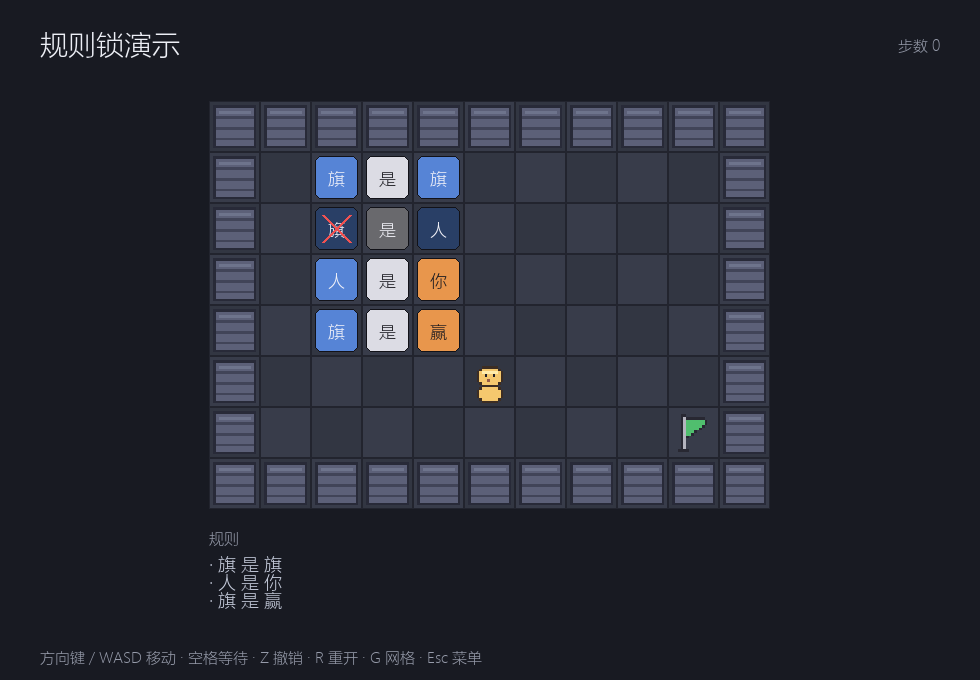 规则锁演示
步数 0
旗 是 旗
旗 是 人
人 是 你
旗 是 赢
规则
· 旗 是 旗
· 人 是 你
· 旗 是 赢
方向键 / WASD 移动 · 空格等待 · Z 撤销 · R 重开 · G 网格 · Esc 菜单